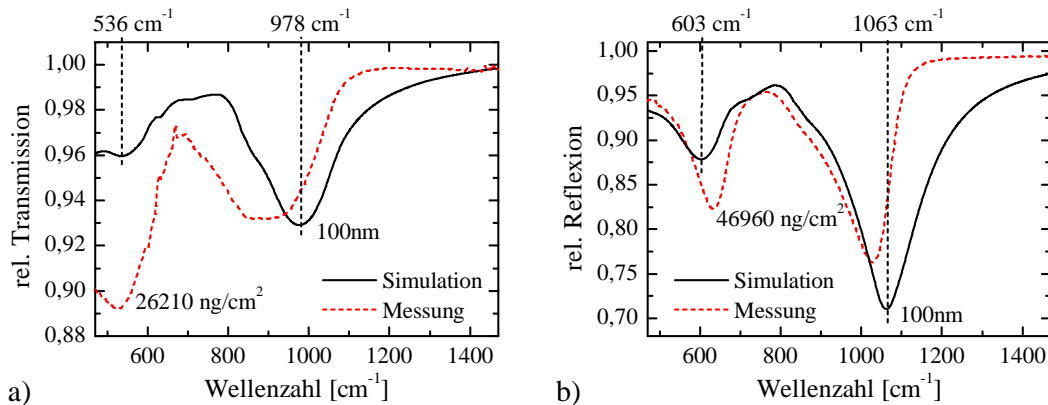 536 cm-1 978 cm-1
rel. Transmission
1,00
0,98
0,96
0,94
0,92
0,90
0,88
100nm
26210 ng/cm2
Simulation
Messung
600 800 1000 1200 1400
Wellenzahl [cm-1]
a)
603 cm-1 1063 cm-1
rel. Reflexion
1,00
0,95
0,90
0,85
0,80
0,75
0,70
46960 ng/cm2
100nm
Simulation
Messung
600 800 1000 1200 1400
Wellenzahl [cm-1]
b)